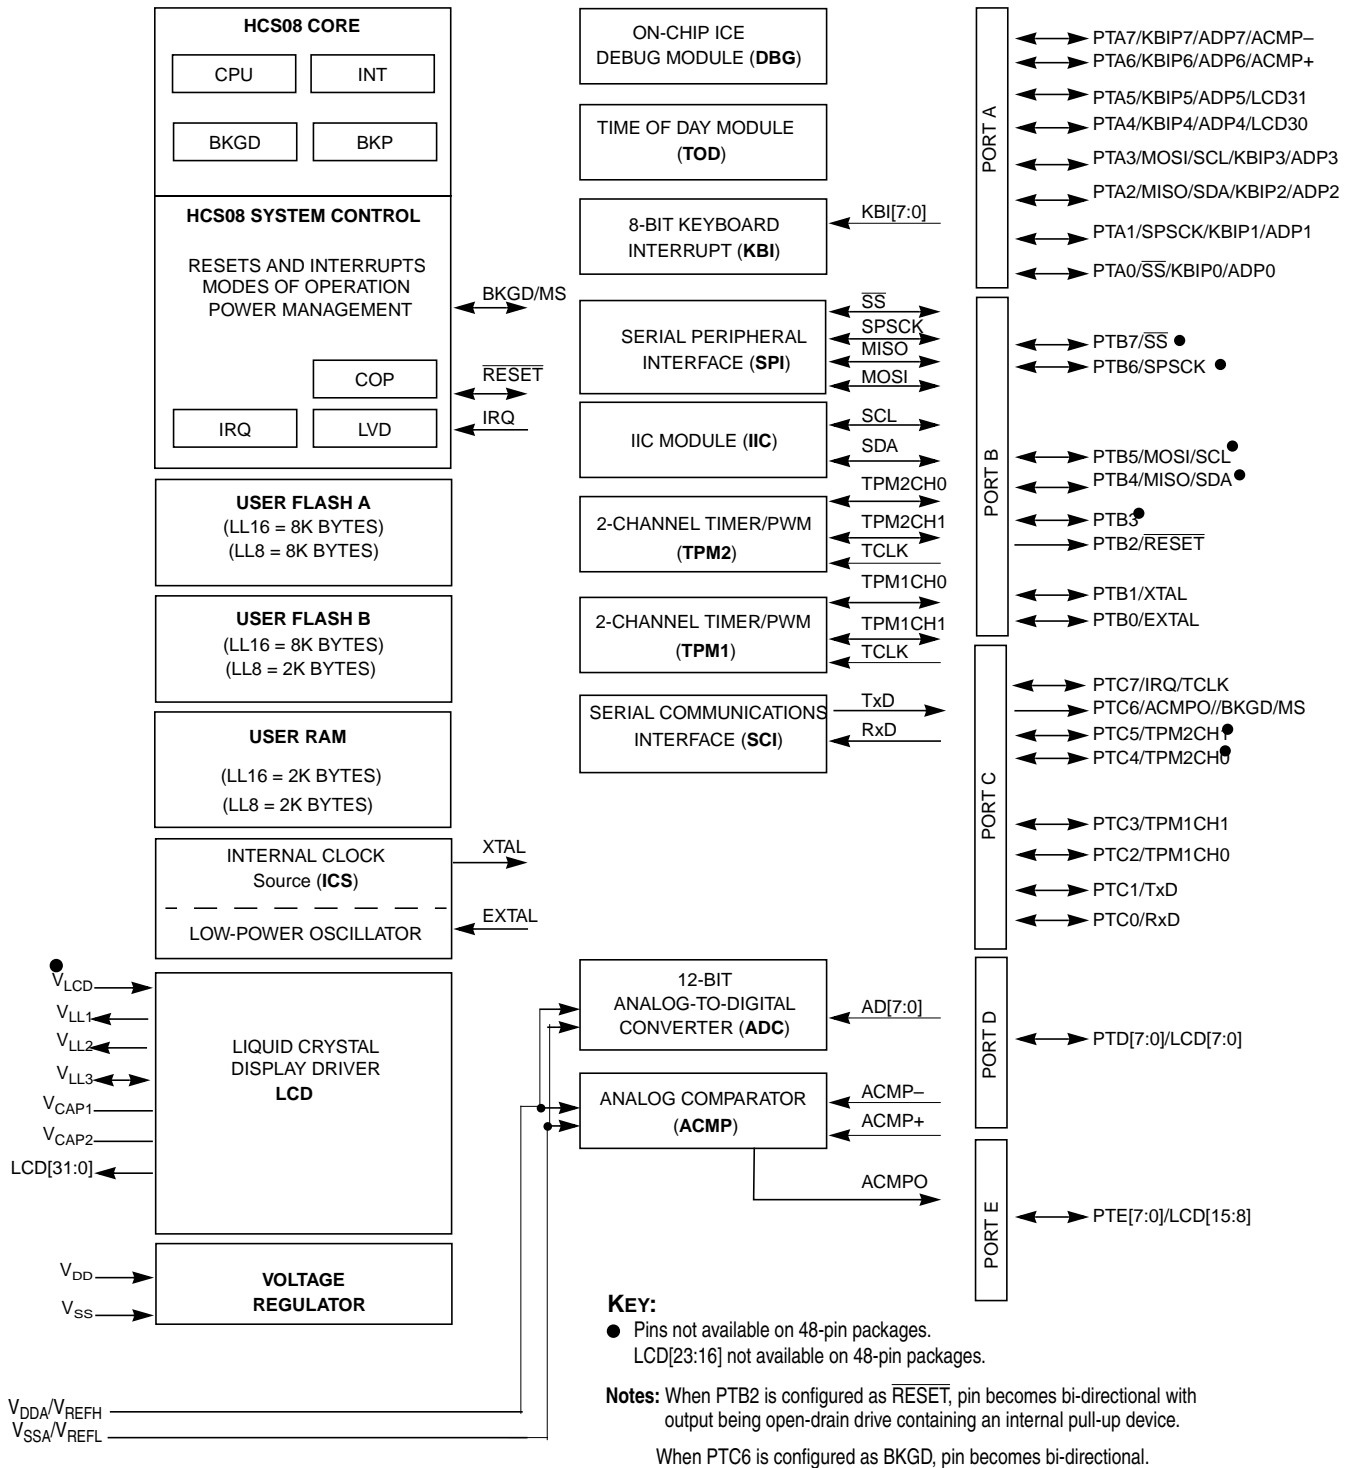 HCS08 CORE
CPU
INT
BKGD
BKP
HCS08 SYSTEM CONTROL
RESETS AND INTERRUPTS
MODES OF OPERATION
POWER MANAGEMENT
BKGD/MS
COP
RESET
IRQ
LVD
IRQ
USER FLASH A
(LL16 = 8K BYTES)
(LL8 = 8K BYTES)
USER FLASH B
(LL16 = 8K BYTES)
(LL8 = 2K BYTES)
USER RAM
(LL16 = 2K BYTES)
(LL8 = 2K BYTES)
INTERNAL CLOCK
Source (ICS)
LOW-POWER OSCILLATOR
XTAL
EXTAL
VLCD
VLL1
VLL2
VLL3
VCAP1
VCAP2
LCD[31:0]
LIQUID CRYSTAL
DISPLAY DRIVER
LCD
VDD
VSS
VOLTAGE
REGULATOR
VDDA/VREFH
VSSA/VREFL
ON-CHIP ICE
DEBUG MODULE (DBG)
TIME OF DAY MODULE
(TOD)
8-BIT KEYBOARD
INTERRUPT (KBI)
KBI[7:0]
SERIAL PERIPHERAL
INTERFACE (SPI)
SS
SPSCK
MISO
MOSI
IIC MODULE (IIC)
SCL
SDA
2-CHANNEL TIMER/PWM
(TPM2)
TPM2CH0
TPM2CH1
TCLK
2-CHANNEL TIMER/PWM
(TPM1)
TPM1CH0
TPM1CH1
TCLK
SERIAL COMMUNICATIONS
INTERFACE (SCI)
TxD
RxD
12-BIT
ANALOG-TO-DIGITAL
CONVERTER (ADC)
AD[7:0]
ANALOG COMPARATOR
(ACMP)
ACMP–
ACMP+
ACMPO
PORT A
PTA7/KBIP7/ADP7/ACMP–
PTA6/KBIP6/ADP6/ACMP+
PTA5/KBIP5/ADP5/LCD31
PTA4/KBIP4/ADP4/LCD30
PTA3/MOSI/SCL/KBIP3/ADP3
PTA2/MISO/SDA/KBIP2/ADP2
PTA1/SPSCK/KBIP1/ADP1
PTA0/SS/KBIP0/ADP0
PORT B
PTB7/SS ●
PTB6/SPSCK ●
PTB5/MOSI/SCL●
PTB4/MISO/SDA●
PTB3●
PTB2/RESET
PTB1/XTAL
PTB0/EXTAL
PORT C
PTC7/IRQ/TCLK
PTC6/ACMPO//BKGD/MS
PTC5/TPM2CH1●
PTC4/TPM2CH0●
PTC3/TPM1CH1
PTC2/TPM1CH0
PTC1/TxD
PTC0/RxD
PORT D
PTD[7:0]/LCD[7:0]
PORT E
PTE[7:0]/LCD[15:8]
KEY:
● Pins not available on 48-pin packages.
LCD[23:16] not available on 48-pin packages.
Notes: When PTB2 is configured as RESET, pin becomes bi-directional with
output being open-drain drive containing an internal pull-up device.
When PTC6 is configured as BKGD, pin becomes bi-directional.